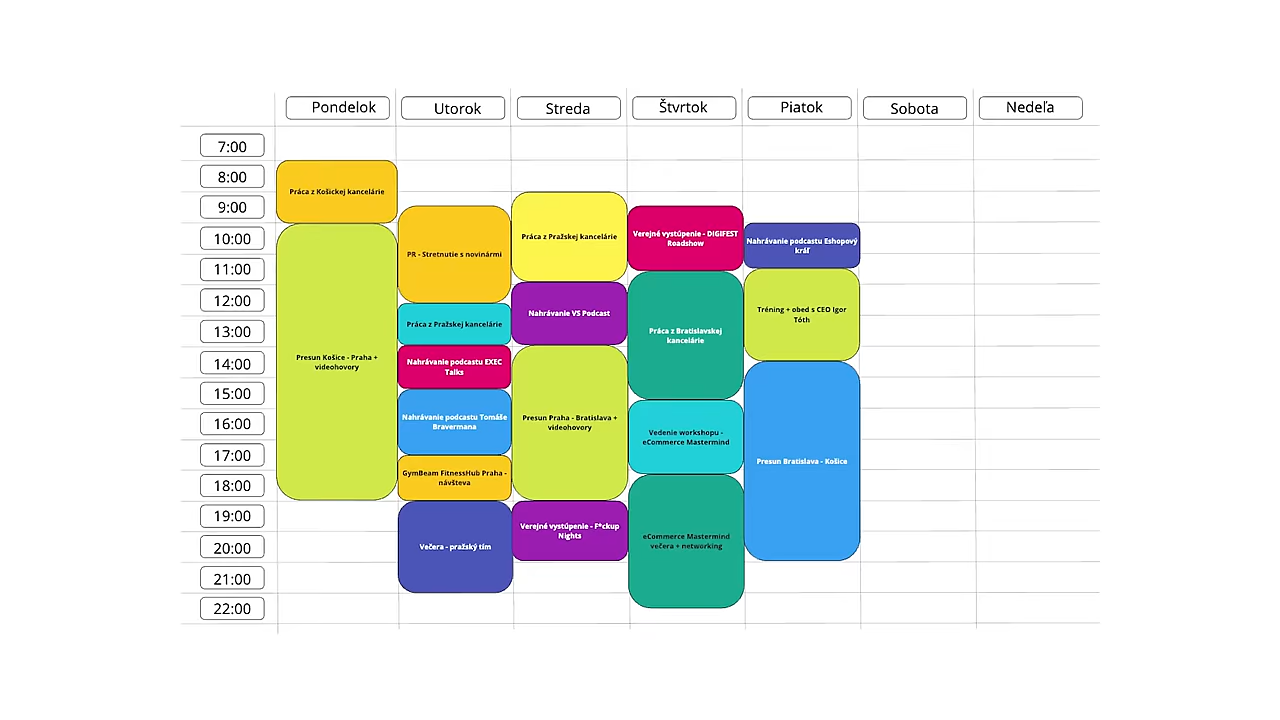 Pondelok
Utorok
Streda
Štvrtok
Piatok
Sobota
Nedeľa
7:00
8:00
9:00
10:00
11:00
12:00
13:00
14:00
15:00
16:00
17:00
18:00
19:00
20:00
21:00
22:00
Práca z Košickej kancelárie
Presun Košice - Praha +
videohovory
PR - Stretnutie s novinármi
Práca z Pražskej kancelárie
Nahrávanie podcastu EXEC
Talks
Nahrávanie podcastu Tomáše
Bravermana
GymBeam FitnessHub Praha -
návšteva
Večera - pražský tím
Práca z Pražskej kancelárie
Nahrávanie VS Podcast
Presun Praha - Bratislava +
videohovory
Verejné vystúpenie - F*ckup
Nights
Verejné vystúpenie - DIGIFEST
Roadshow
Práca z Bratislavskej
kancelárie
Vedenie workshopu -
eCommerce Mastermind
eCommerce Mastermind
večera + networking
Nahrávanie podcastu Eshopový
kráľ
Tréning + obed s CEO Igor
Tóth
Presun Bratislava - Košice